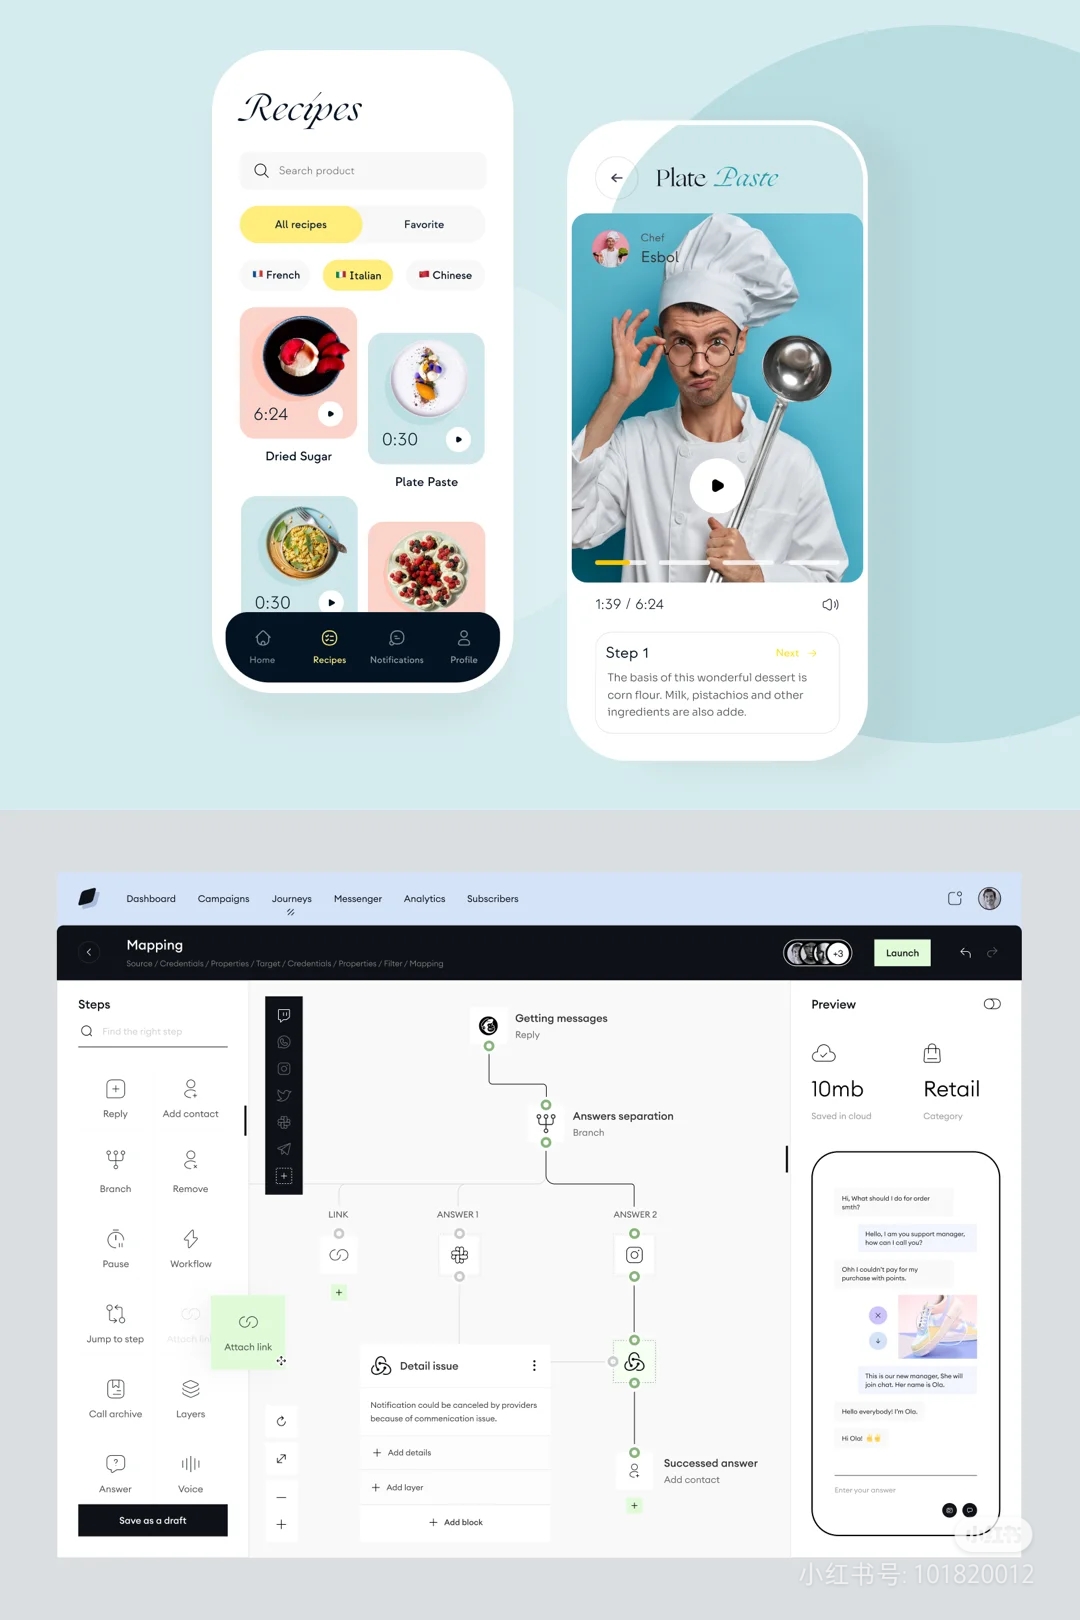 Recipes
Search product
All recipes
Favorite
French
Italian
Chinese
6:24
Dried Sugar
0:30
Plate Paste
0:30
Home
Recipes
Notifications
Profile
Plate Paste
Chef
Esbol
1:39 / 6:24
Step 1
Next
The basis of this wonderful dessert is
corn flour. Milk, pistachios and other
ingredients are also adde.
Dashboard
Campaigns
Journeys
Messenger
Analytics
Subscribers
Mapping
Source / Credentials / Properties / Target / Credentials / Properties / Filter / Mapping
+3
Launch
Steps
Find the right step
Reply
Add contact
Branch
Remove
Pause
Workflow
Jump to step
Attach link
Attach link
Call archive
Layers
Answer
Voice
Save as a draft
Getting messages
Reply
Answers separation
Branch
LINK
ANSWER 1
ANSWER 2
Detail issue
Notification could be canceled by providers
because of commenication issue.
Add details
Add layer
Add block
Successed answer
Add contact
Preview
10mb
Saved in cloud
Retail
Category
Hi, What should I do for order
smth?
Hello, I am you support manager,
how can I call you?
Ohh I couldn't pay for my
purchase with points.
This is our new manager, She will
join chat. Her name is Ola.
Hello everybody! I'm Ola.
Hi Ola! ✌️✌️
Enter your answer
小红书
小红书号: 101820012